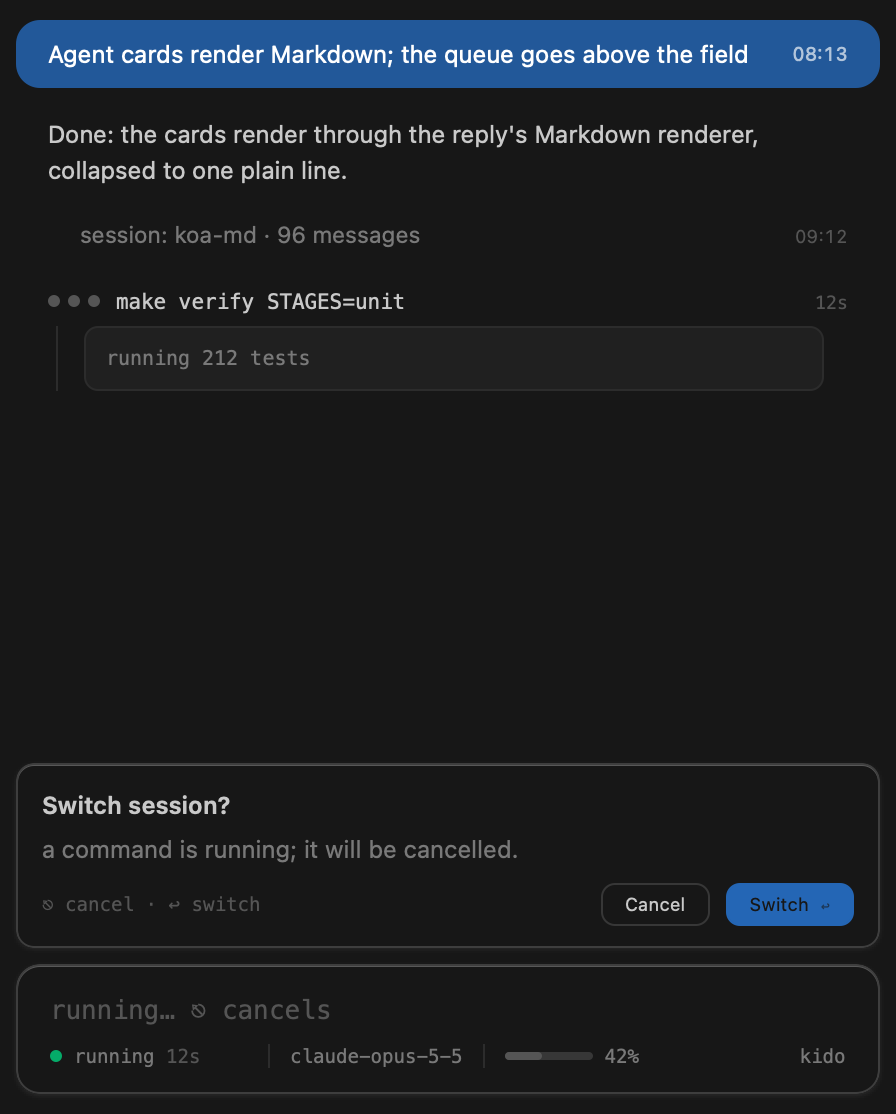 Agent cards render Markdown; the queue goes above the field 08:13
Done: the cards render through the reply's Markdown renderer,
collapsed to one plain line.
session: koa-md · 96 messages 09:12
make verify STAGES=unit 12s
running 212 tests
Switch session?
a command is running; it will be cancelled.
⎋ cancel · ↩ switch Cancel Switch ↩
running… ⎋ cancels
running 12s claude-opus-5-5 42% kido